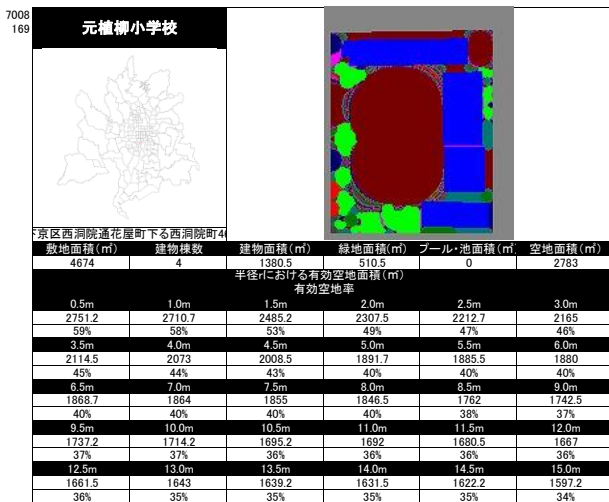 7008
169
元植柳小学校
下京区西洞院通花屋町下る西洞院町4
敷地面積(㎡) 建物棟数 建物面積(㎡) 緑地面積(㎡) プール・池面積(㎡) 空地面積(㎡)
4674 4 1380.5 510.5 0 2783
半径rにおける有効空地面積(㎡)
有効空地率
0.5m 1.0m 1.5m 2.0m 2.5m 3.0m
2751.2 2710.7 2485.2 2307.5 2212.7 2165
59% 58% 53% 49% 47% 46%
3.5m 4.0m 4.5m 5.0m 5.5m 6.0m
2114.5 2073 2008.5 1891.7 1885.5 1880
45% 44% 43% 40% 40% 40%
6.5m 7.0m 7.5m 8.0m 8.5m 9.0m
1868.7 1864 1855 1846.5 1762 1742.5
40% 40% 40% 40% 38% 37%
9.5m 10.0m 10.5m 11.0m 11.5m 12.0m
1737.2 1714.2 1695.2 1692 1680.5 1667
37% 37% 36% 36% 36% 36%
12.5m 13.0m 13.5m 14.0m 14.5m 15.0m
1661.5 1643 1639.2 1631.5 1622.2 1597.2
36% 35% 35% 35% 35% 34%